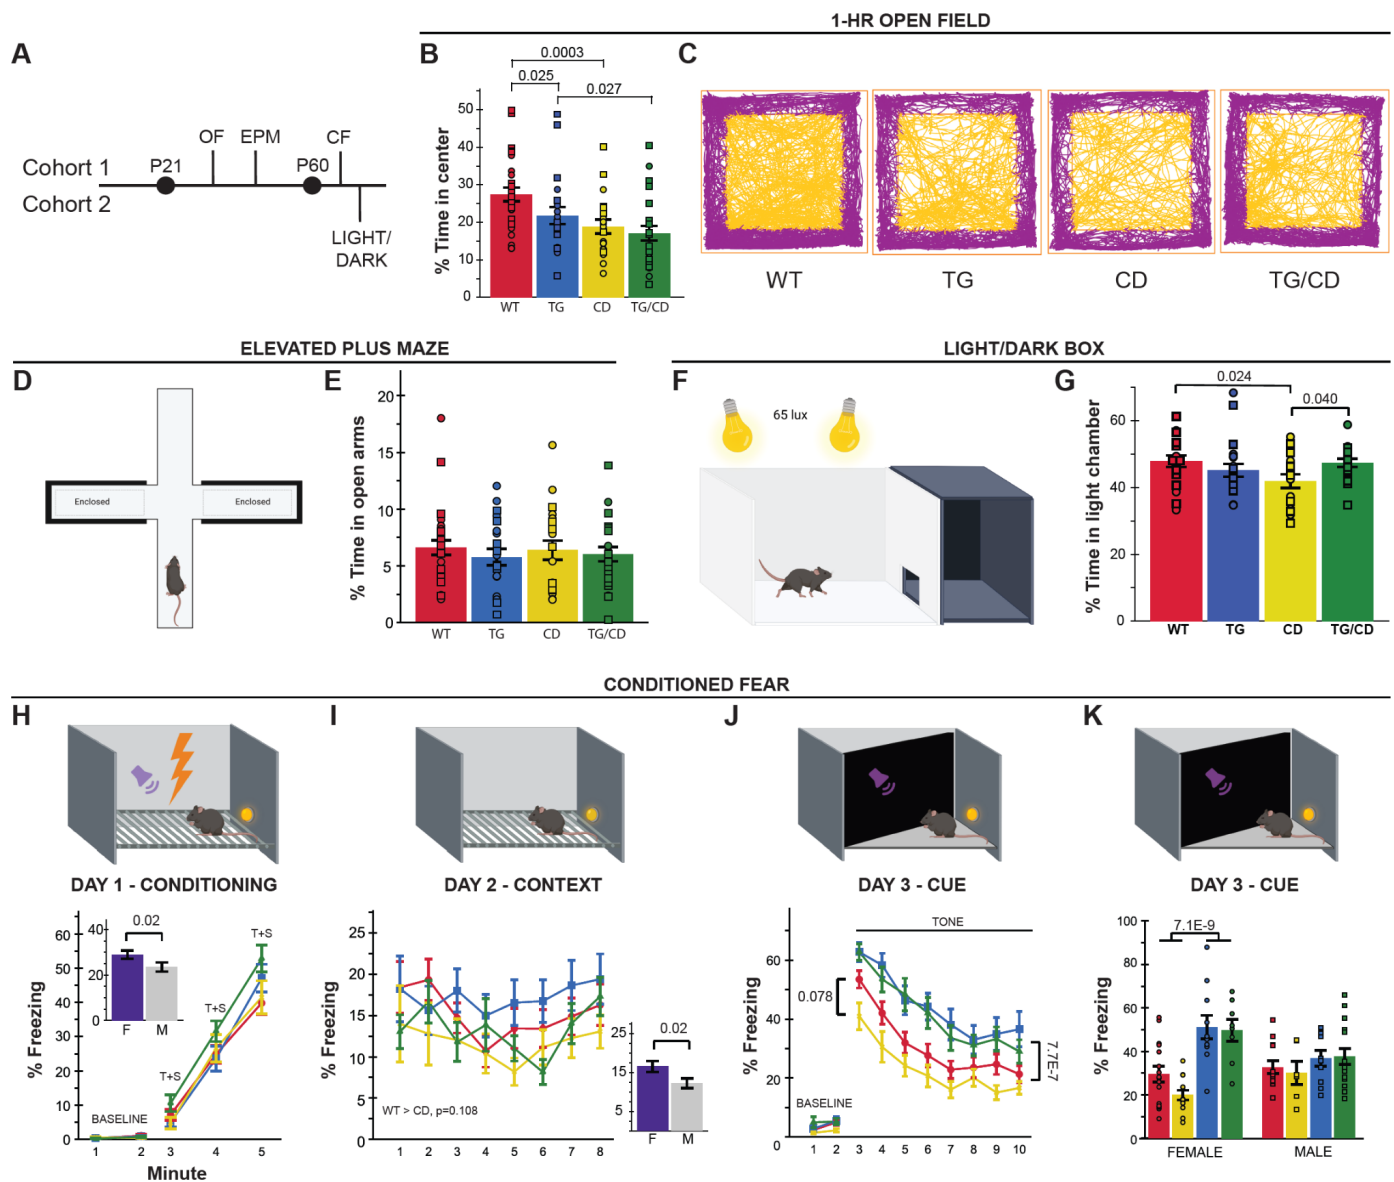 1-HR OPEN FIELD
A
Cohort 1
Cohort 2
P21
OF
EPM
P60
CF
LIGHT/
DARK
B
0.0003
0.025
0.027
% Time in center
50
40
30
20
10
0
WT
TG
CD
TG/CD
C
WT
TG
CD
TG/CD
ELEVATED PLUS MAZE
D
Enclosed
Enclosed
E
% Time in open arms
20
15
10
5
0
WT
TG
CD
TG/CD
LIGHT/DARK BOX
F
65 lux
G
0.024
0.040
% Time in light chamber
60
40
20
0
WT
TG
CD
TG/CD
CONDITIONED FEAR
H
DAY 1 - CONDITIONING
% Freezing
60
50
40
30
20
10
0
40
20
0
0.02
F
M
T+S
T+S
T+S
BASELINE
1
2
3
4
5
Minute
I
DAY 2 - CONTEXT
% Freezing
25
20
15
10
5
0
WT > CD, p=0.108
1
2
3
4
5
6
7
8
25
15
5
0.02
F
M
J
DAY 3 - CUE
TONE
% Freezing
60
40
20
0
0.078
7.7E-7
BASELINE
1
2
3
4
5
6
7
8
9
10
K
DAY 3 - CUE
% Freezing
100
80
60
40
20
0
7.1E-9
FEMALE
MALE